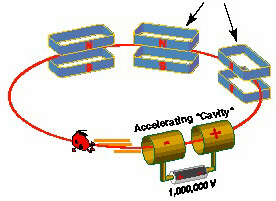 N
N
S
S
Accelerating "Cavity"
-
+
1,000,000 V